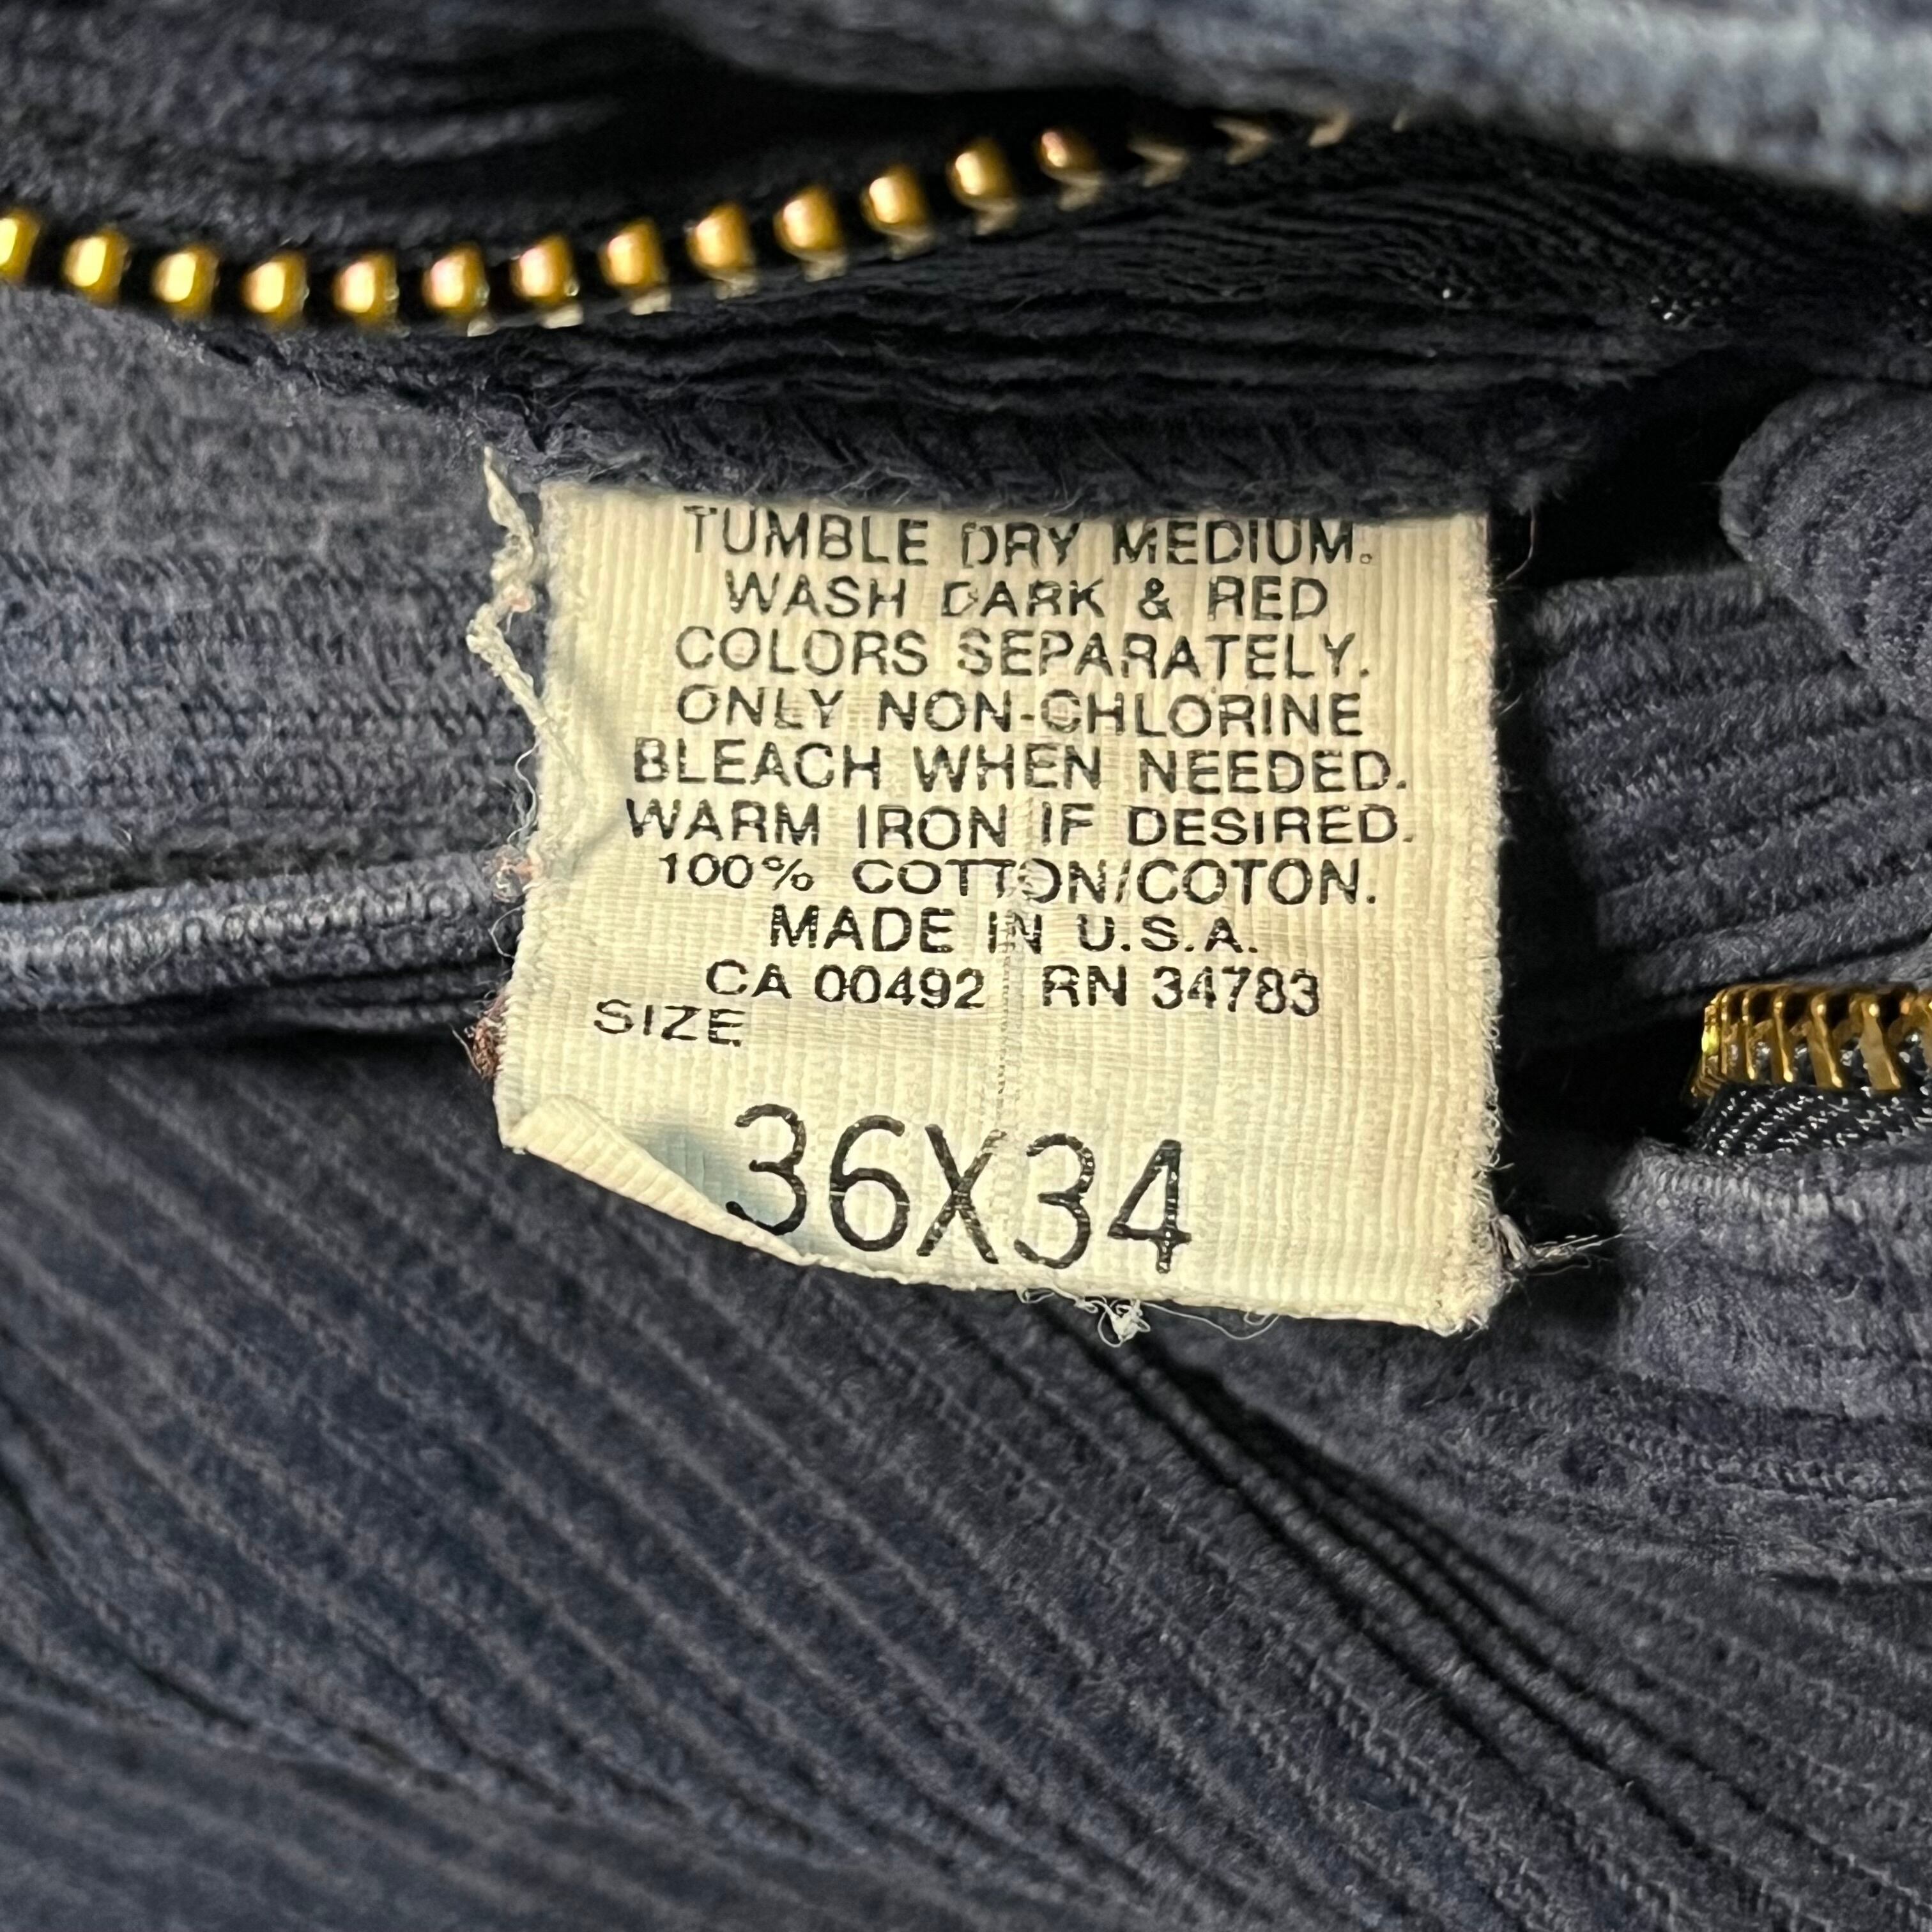 TUMBLE DRY MEDIUM.
WASH DARK & RED
COLORS SEPARATELY.
ONLY NON-CHLORINE
BLEACH WHEN NEEDED.
WARM IRON IF DESIRED.
100% COTTON/COTON.
MADE IN U.S.A.
CA 00492 RN 34783
SIZE
36X34